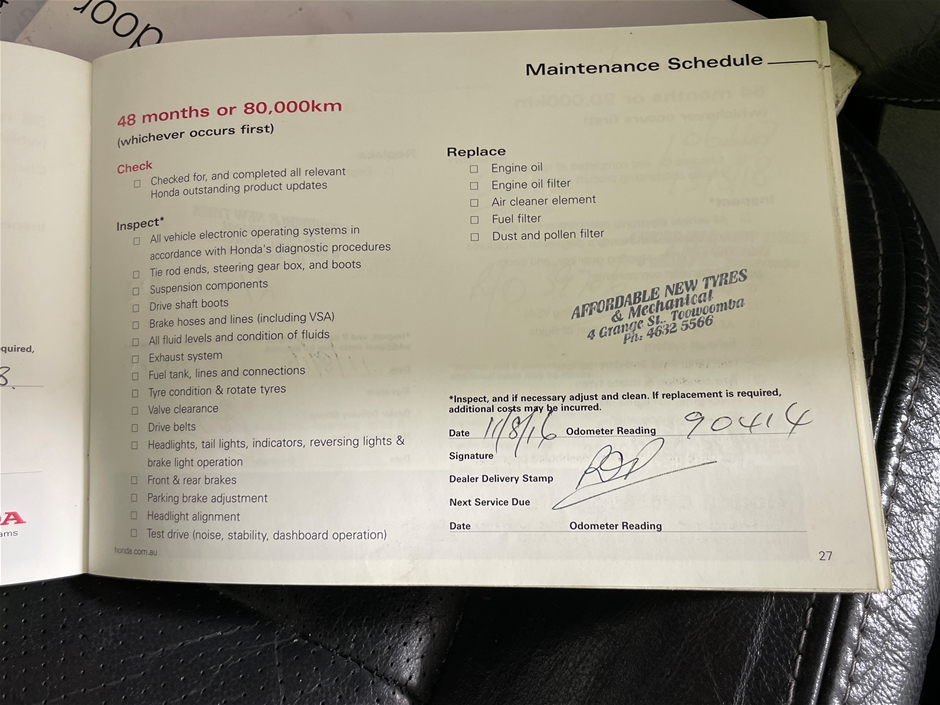 door
Maintenance Schedule
48 months or 80,000km
(whichever occurs first)
Check
Checked for, and completed all relevant
Honda outstanding product updates
Inspect*
All vehicle electronic operating systems in
accordance with Honda's diagnostic procedures
Tie rod ends, steering gear box, and boots
Suspension components
Drive shaft boots
Brake hoses and lines (including VSA)
All fluid levels and condition of fluids
Exhaust system
Fuel tank, lines and connections
Tyre condition & rotate tyres
Valve clearance
Drive belts
Headlights, tail lights, indicators, reversing lights &
brake light operation
Front & rear brakes
Parking brake adjustment
Headlight alignment
Test drive (noise, stability, dashboard operation)
honda.com.au
Replace
Engine oil
Engine oil filter
Air cleaner element
Fuel filter
Dust and pollen filter
AFFORDABLE NEW TYRES
& Mechanical
4 Grange St., Toowoomba
Ph: 4632 5566
*Inspect, and if necessary adjust and clean. If replacement is required,
additional costs may be incurred.
Date 11/8/16 Odometer Reading 90414
Signature
Dealer Delivery Stamp
Next Service Due
Date Odometer Reading
27
quired,
3.
DA
ams